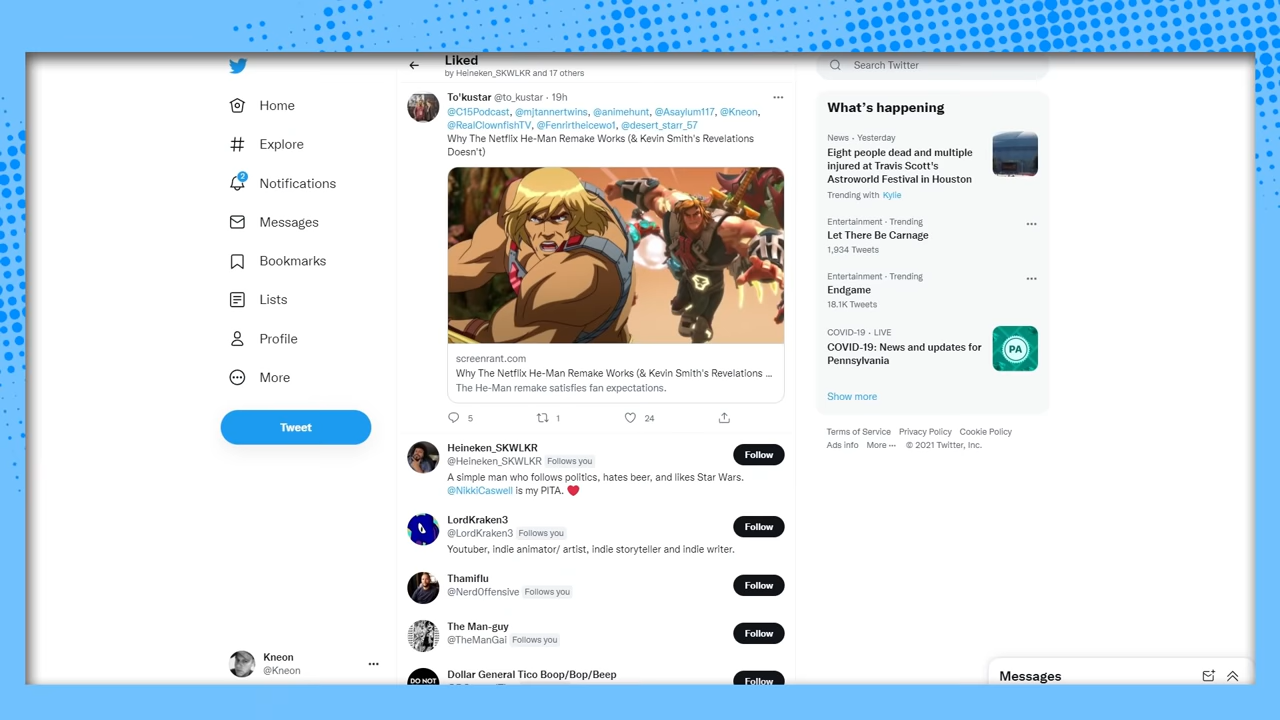 Home
Explore
2
Notifications
Messages
Bookmarks
Lists
Profile
More
Tweet
Kneon
@Kneon
Liked
by Heineken_SKWLKR and 17 others
To'kustar @to_kustar · 19h
@C15Podcast, @mjtannertwins, @animehunt, @Asaylum117, @Kneon,
@RealClownfishTV, @Fenrirtheicewo1, @desert_starr_57
Why The Netflix He-Man Remake Works (& Kevin Smith's Revelations
Doesn't)
screenrant.com
Why The Netflix He-Man Remake Works (& Kevin Smith's Revelations ...
The He-Man remake satisfies fan expectations.
5 1 24
Heineken_SKWLKR
@Heineken_SKWLKR Follows you
Follow
A simple man who follows politics, hates beer, and likes Star Wars.
@NikkiCaswell is my PITA.
LordKraken3
@LordKraken3 Follows you
Follow
Youtuber, indie animator/ artist, indie storyteller and indie writer.
Thamiflu
@Nerd0ffensive Follows you
Follow
The Man-guy
@TheManGai Follows you
Follow
Dollar General Tico Boop/Bop/Beep
Follow
DO NOT
Search Twitter
What's happening
News · Yesterday
Eight people dead and multiple
injured at Travis Scott's
Astroworld Festival in Houston
Trending with Kylie
Entertainment · Trending
Let There Be Carnage
1,934 Tweets
Entertainment · Trending
Endgame
18.1K Tweets
COVID-19 · LIVE
COVID-19: News and updates for
Pennsylvania
PA
Show more
Terms of Service Privacy Policy Cookie Policy
Ads info More ··· © 2021 Twitter, Inc.
Messages